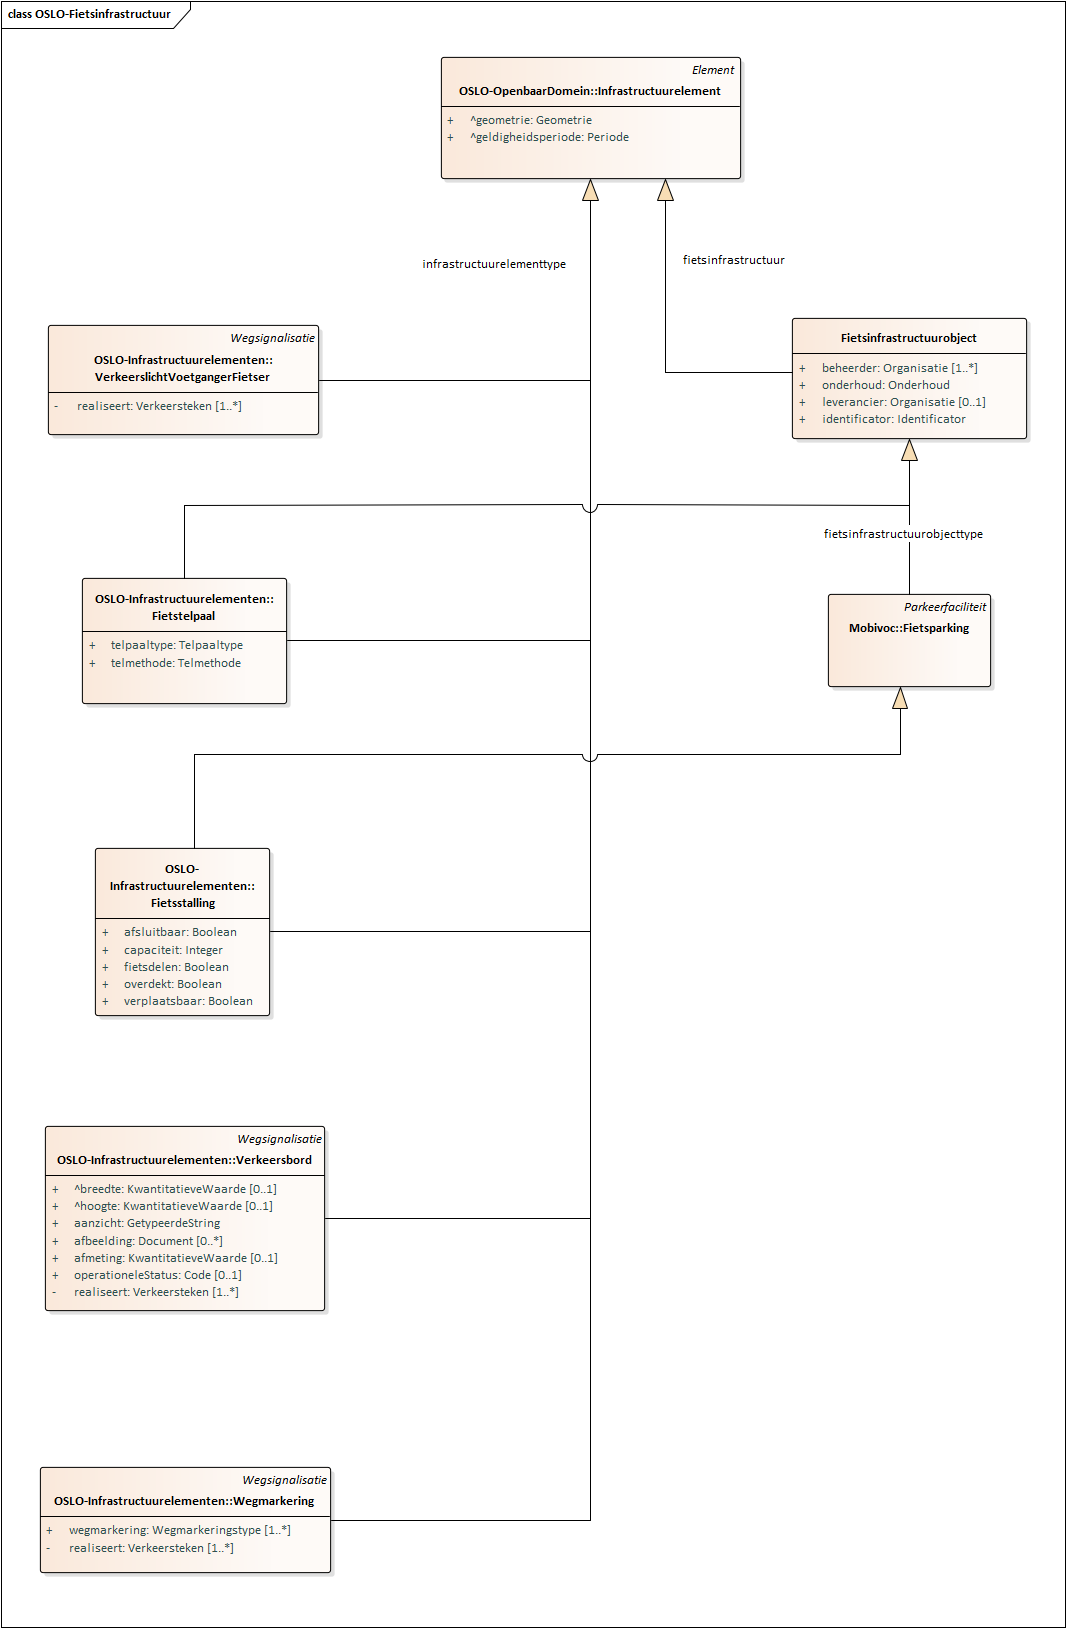 class OSLO-Fietsinfrastructuur
Element
OSLO-OpenbaarDomein::Infrastructuurelement
+ ^geometrie: Geometrie
+ ^geldigheidsperiode: Periode
infrastructuurelementtype
fietsinfrastructuur
Wegsignalisatie
OSLO-Infrastructuurelementen::
VerkeerslichtVoetgangerFietser
- realiseert: Verkeersteken [1..*]
Fietsinfrastructuurobject
+ beheerder: Organisatie [1..*]
+ onderhoud: Onderhoud
+ leverancier: Organisatie [0..1]
+ identificator: Identificator
fietsinfrastructuurobjecttype
OSLO-Infrastructuurelementen::
Fietstelpaal
+ telpaaltype: Telpaaltype
+ telmethode: Telmethode
Parkeerfaciliteit
Mobivoc::Fietsparking
OSLO-
Infrastructuurelementen::
Fietsstalling
+ afsluitbaar: Boolean
+ capaciteit: Integer
+ fietsdelen: Boolean
+ overdekt: Boolean
+ verplaatsbaar: Boolean
Wegsignalisatie
OSLO-Infrastructuurelementen::Verkeersbord
+ ^breedte: KwantitatieveWaarde [0..1]
+ ^hoogte: KwantitatieveWaarde [0..1]
+ aanzicht: GetypeerdeString
+ afbeelding: Document [0..*]
+ afmeting: KwantitatieveWaarde [0..1]
+ operationeleStatus: Code [0..1]
- realiseert: Verkeersteken [1..*]
Wegsignalisatie
OSLO-Infrastructuurelementen::Wegmarkering
+ wegmarkering: Wegmarkeringstype [1..*]
- realiseert: Verkeersteken [1..*]